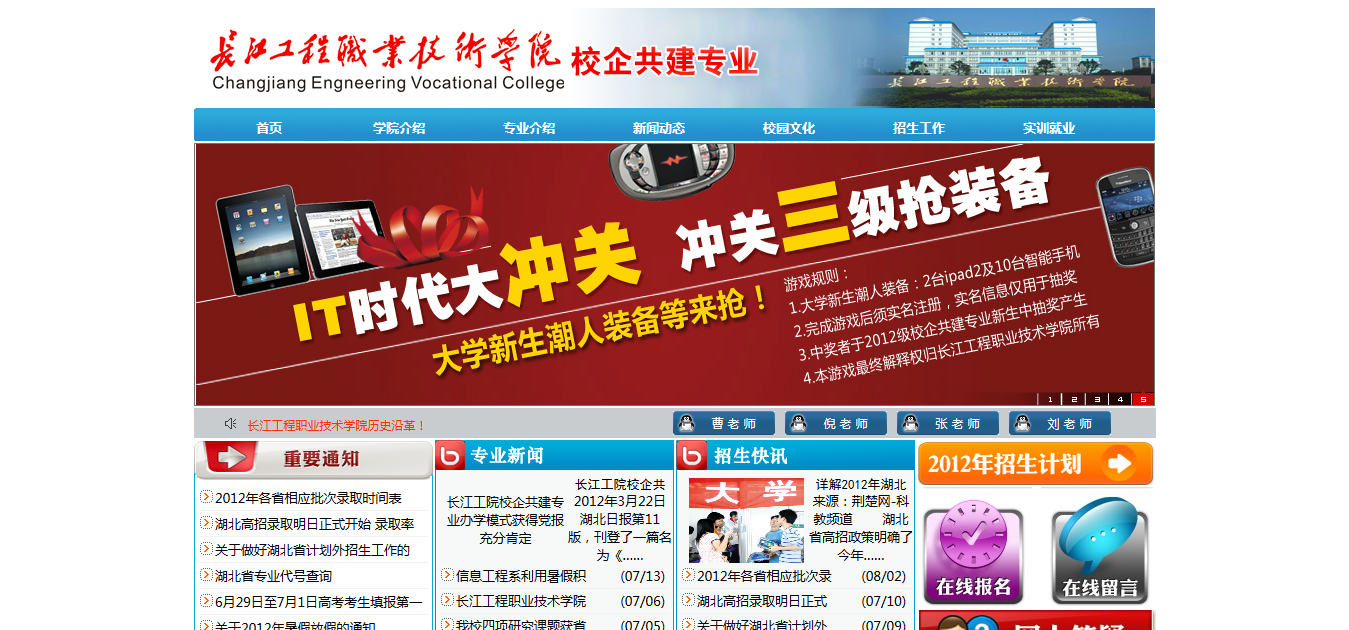 長江工程職業技術學院 校企共建专业
Changjiang Engneering Vocational College
長江工程職業技術學院
首页 学院介绍 专业介绍 新闻动态 校园文化 招生工作 实训就业
IT时代大冲关 冲关三级抢装备
大学新生潮人装备等来抢！
游戏规则：
1.大学新生潮人装备：2台ipad2及10台智能手机
2.完成游戏后须实名注册，实名信息仅用于抽奖
3.中奖者于2012级校企共建专业新生中抽奖产生
4.本游戏最终解释权归长江工程职业技术学院所有
1 2 3 4 5
长江工程职业技术学院历史沿革！ 曹老师 倪老师 张老师 刘老师
重要通知
2012年各省相应批次录取时间表
湖北高招录取明日正式开始 录取率
关于做好湖北省计划外招生工作的
湖北省专业代号查询
6月29日至7月1日高考考生填报第一
关于2012年暑假放假的通知
专业新闻
长江工院校企共建专
业办学模式获得党报
充分肯定
长江工院校企共
2012年3月22日
湖北日报第11
版，刊登了一篇名
为《......
信息工程系利用暑假积 (07/13)
长江工程职业技术学院 (07/06)
我校四项研究课题获省 (07/05)
招生快讯
大学
详解2012年湖北
来源：荆楚网-科
教频道 湖北
省高招政策明确了
今年......
2012年各省相应批次录 (08/02)
湖北高招录取明日正式 (07/10)
关于做好湖北省计划外 (07/09)
2012年招生计划
在线报名 在线留言